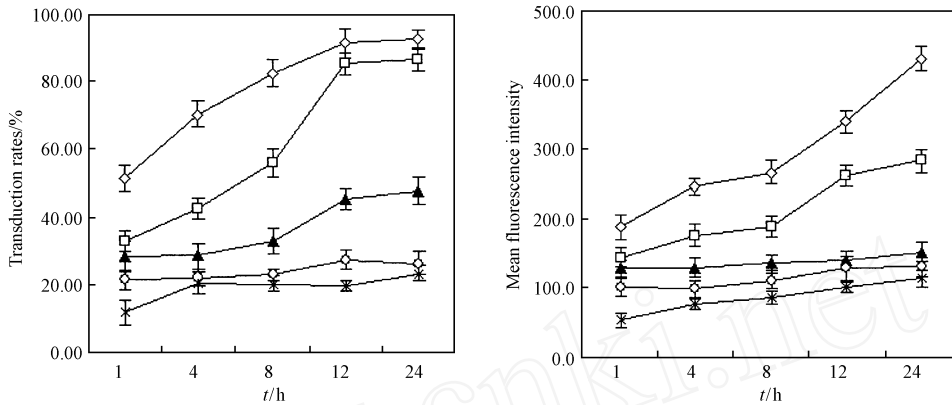 100.00
80.00
60.00
40.00
20.00
0.00
Transduction rates/%
1 4 8 12 24
t/h
500.0
400.0
300.0
200.0
100.0
0.0
Mean fluorescence intensity
1 4 8 12 24
t/h
cnki.net